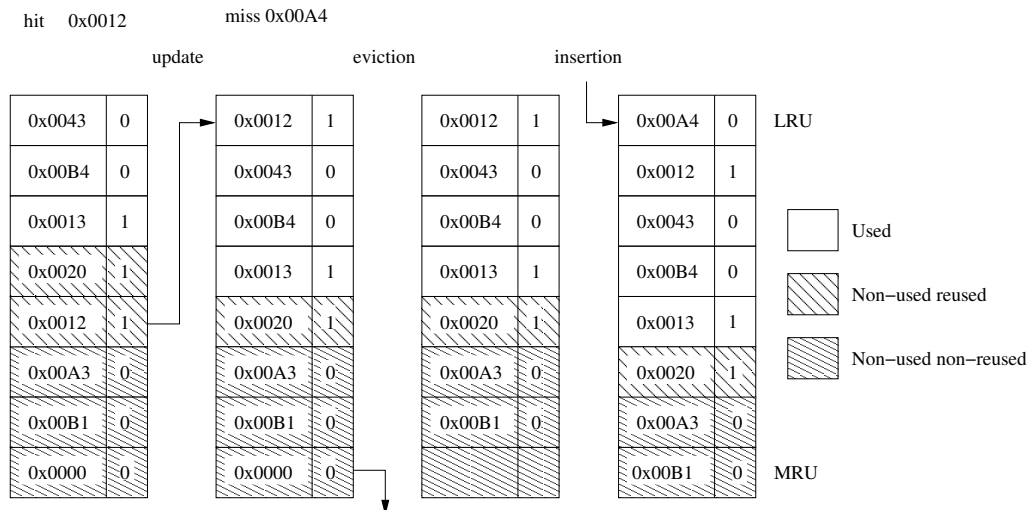 hit 0x0012 miss 0x00A4
update eviction insertion
0x0043 0 0x0012 1 0x0012 1 0x00A4 0 LRU
0x00B4 0 0x0043 0 0x0043 0 0x0012 1
0x0013 1 0x00B4 0 0x00B4 0 0x0043 0 Used
0x0020 1 0x0013 1 0x0013 1 0x00B4 0 Non-used reused
0x0012 1 0x0020 1 0x0020 1 0x0013 1 Non-used non-reused
0x00A3 0 0x00A3 0 0x00A3 0 0x0020 1
0x00B1 0 0x00B1 0 0x00B1 0 0x00A3 0
0x0000 0 0x0000 0 0x00B1 0 MRU